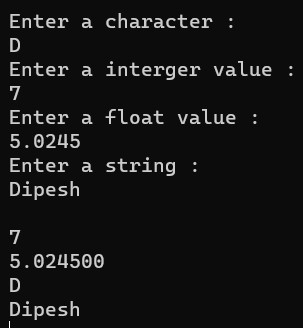 Enter a character :
D
Enter a interger value :
7
Enter a float value :
5.0245
Enter a string :
Dipesh
7
5.024500
D
Dipesh